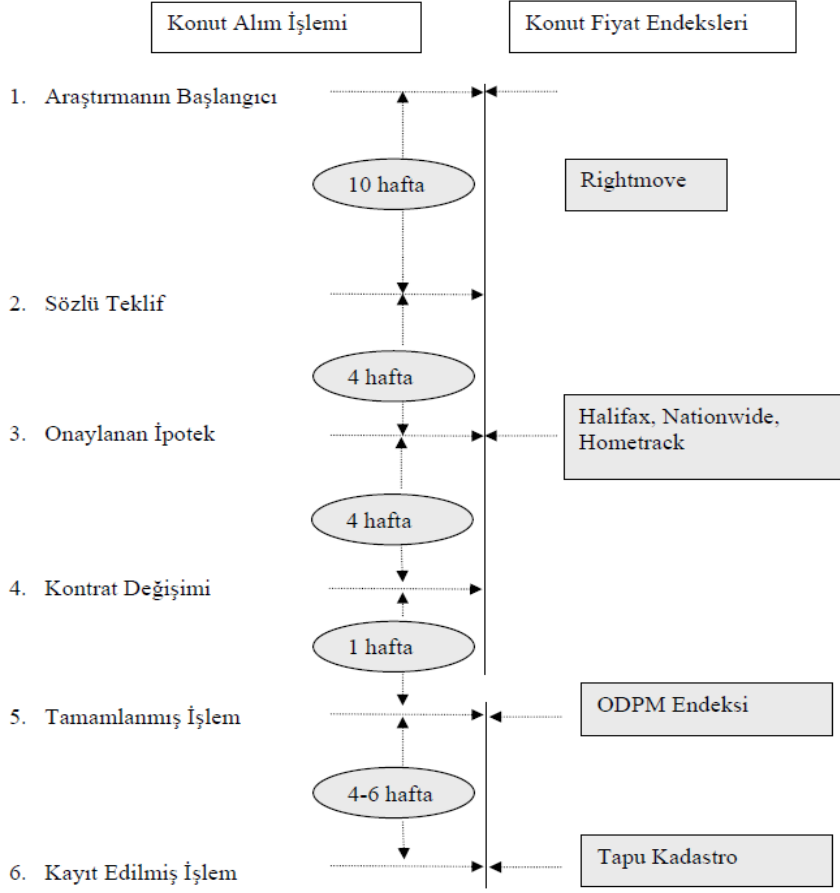 Konut Alım İşlemi
Konut Fiyat Endeksleri
1. Araştırmanın Başlangıcı
10 hafta
Rightmove
2. Sözlü Teklif
4 hafta
Halifax, Nationwide,
Hometrack
3. Onaylanan İpotek
4 hafta
4. Kontrat Değişimi
1 hafta
ODPM Endeksi
5. Tamamlanmış İşlem
4-6 hafta
Tapu Kadastro
6. Kayıt Edilmiş İşlem